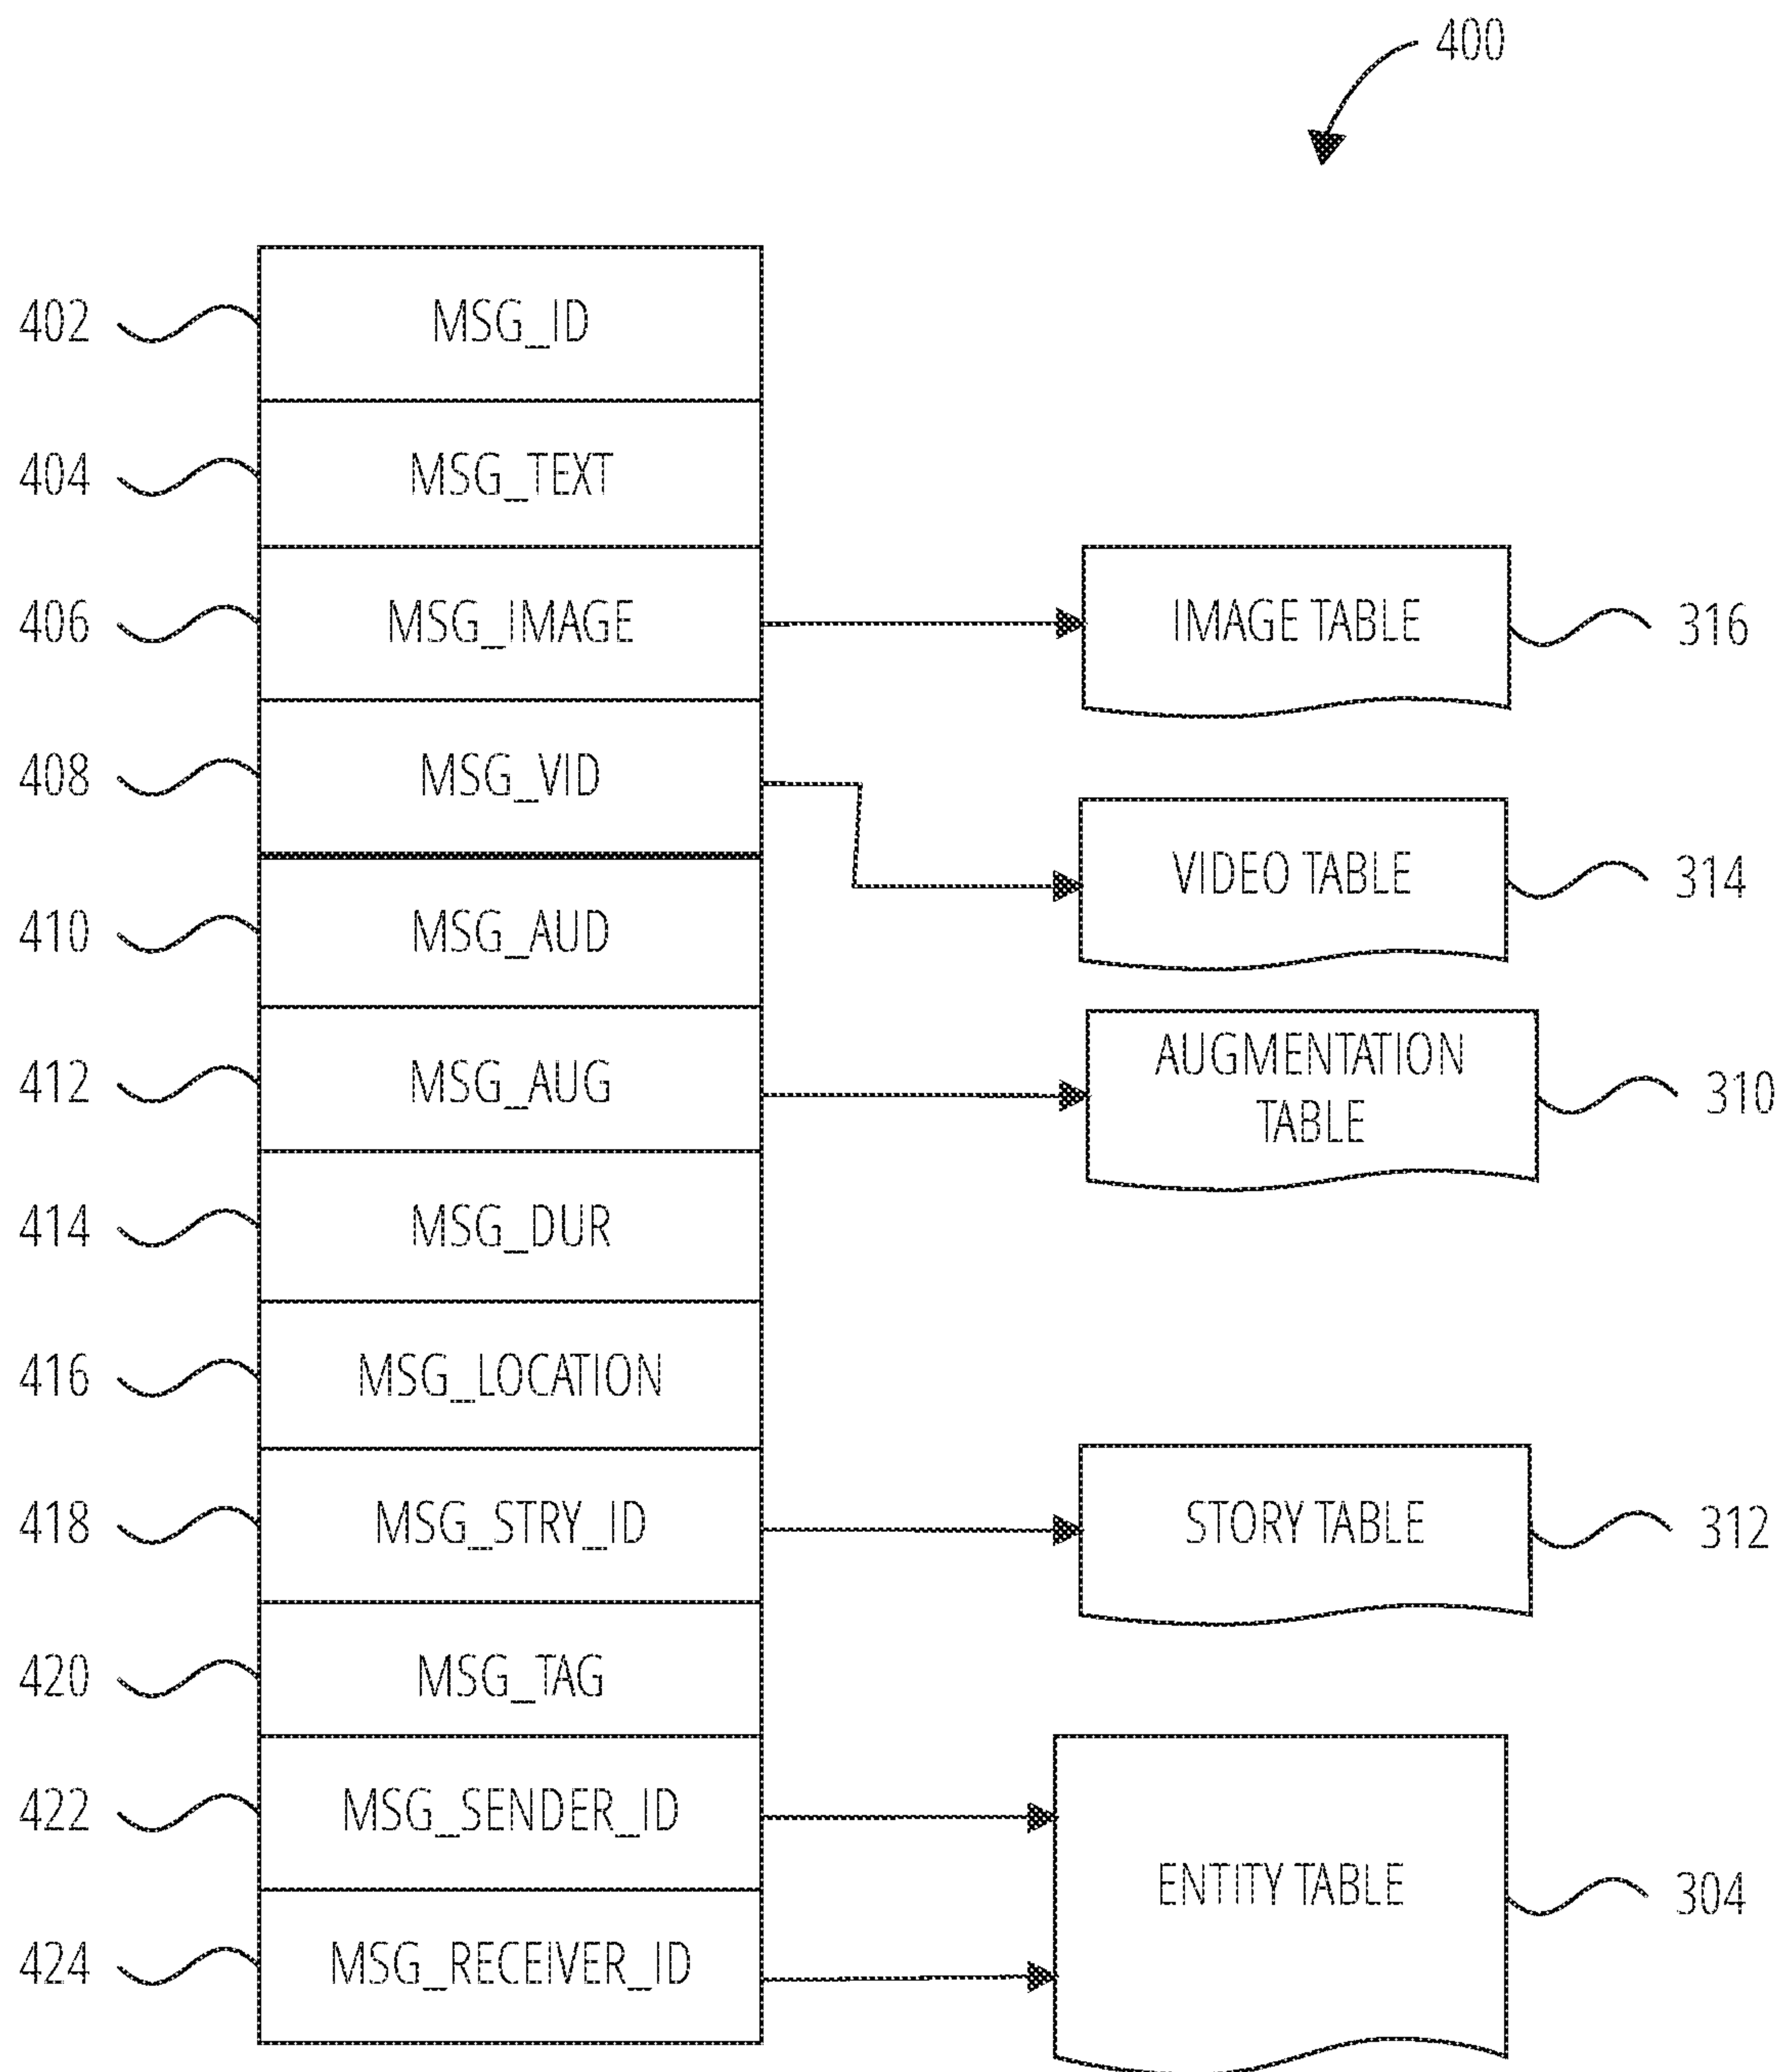 400
402 MSG_ID
404 MSG_TEXT
406 MSG_IMAGE IMAGE TABLE 316
408 MSG_VID
VIDEO TABLE 314
410 MSG_AUD
412 MSG_AUG AUGMENTATION TABLE 310
414 MSG_DUR
416 MSG_LOCATION
418 MSG_STRY_ID STORY TABLE 312
420 MSG_TAG
422 MSG_SENDER_ID
ENTITY TABLE 304
424 MSG_RECEIVER_ID